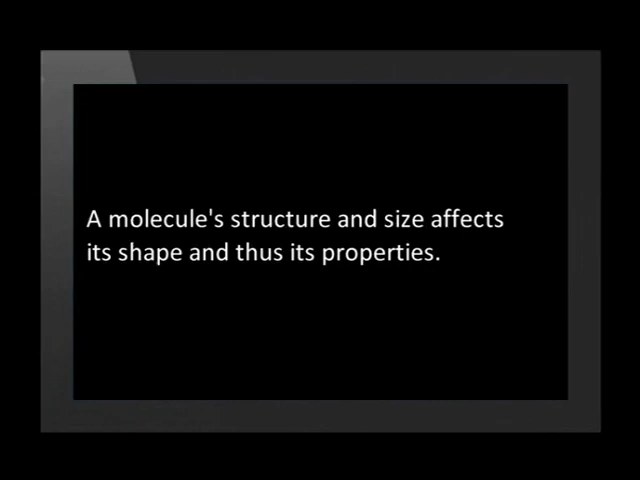 A molecule's structure and size affects
its shape and thus its properties.